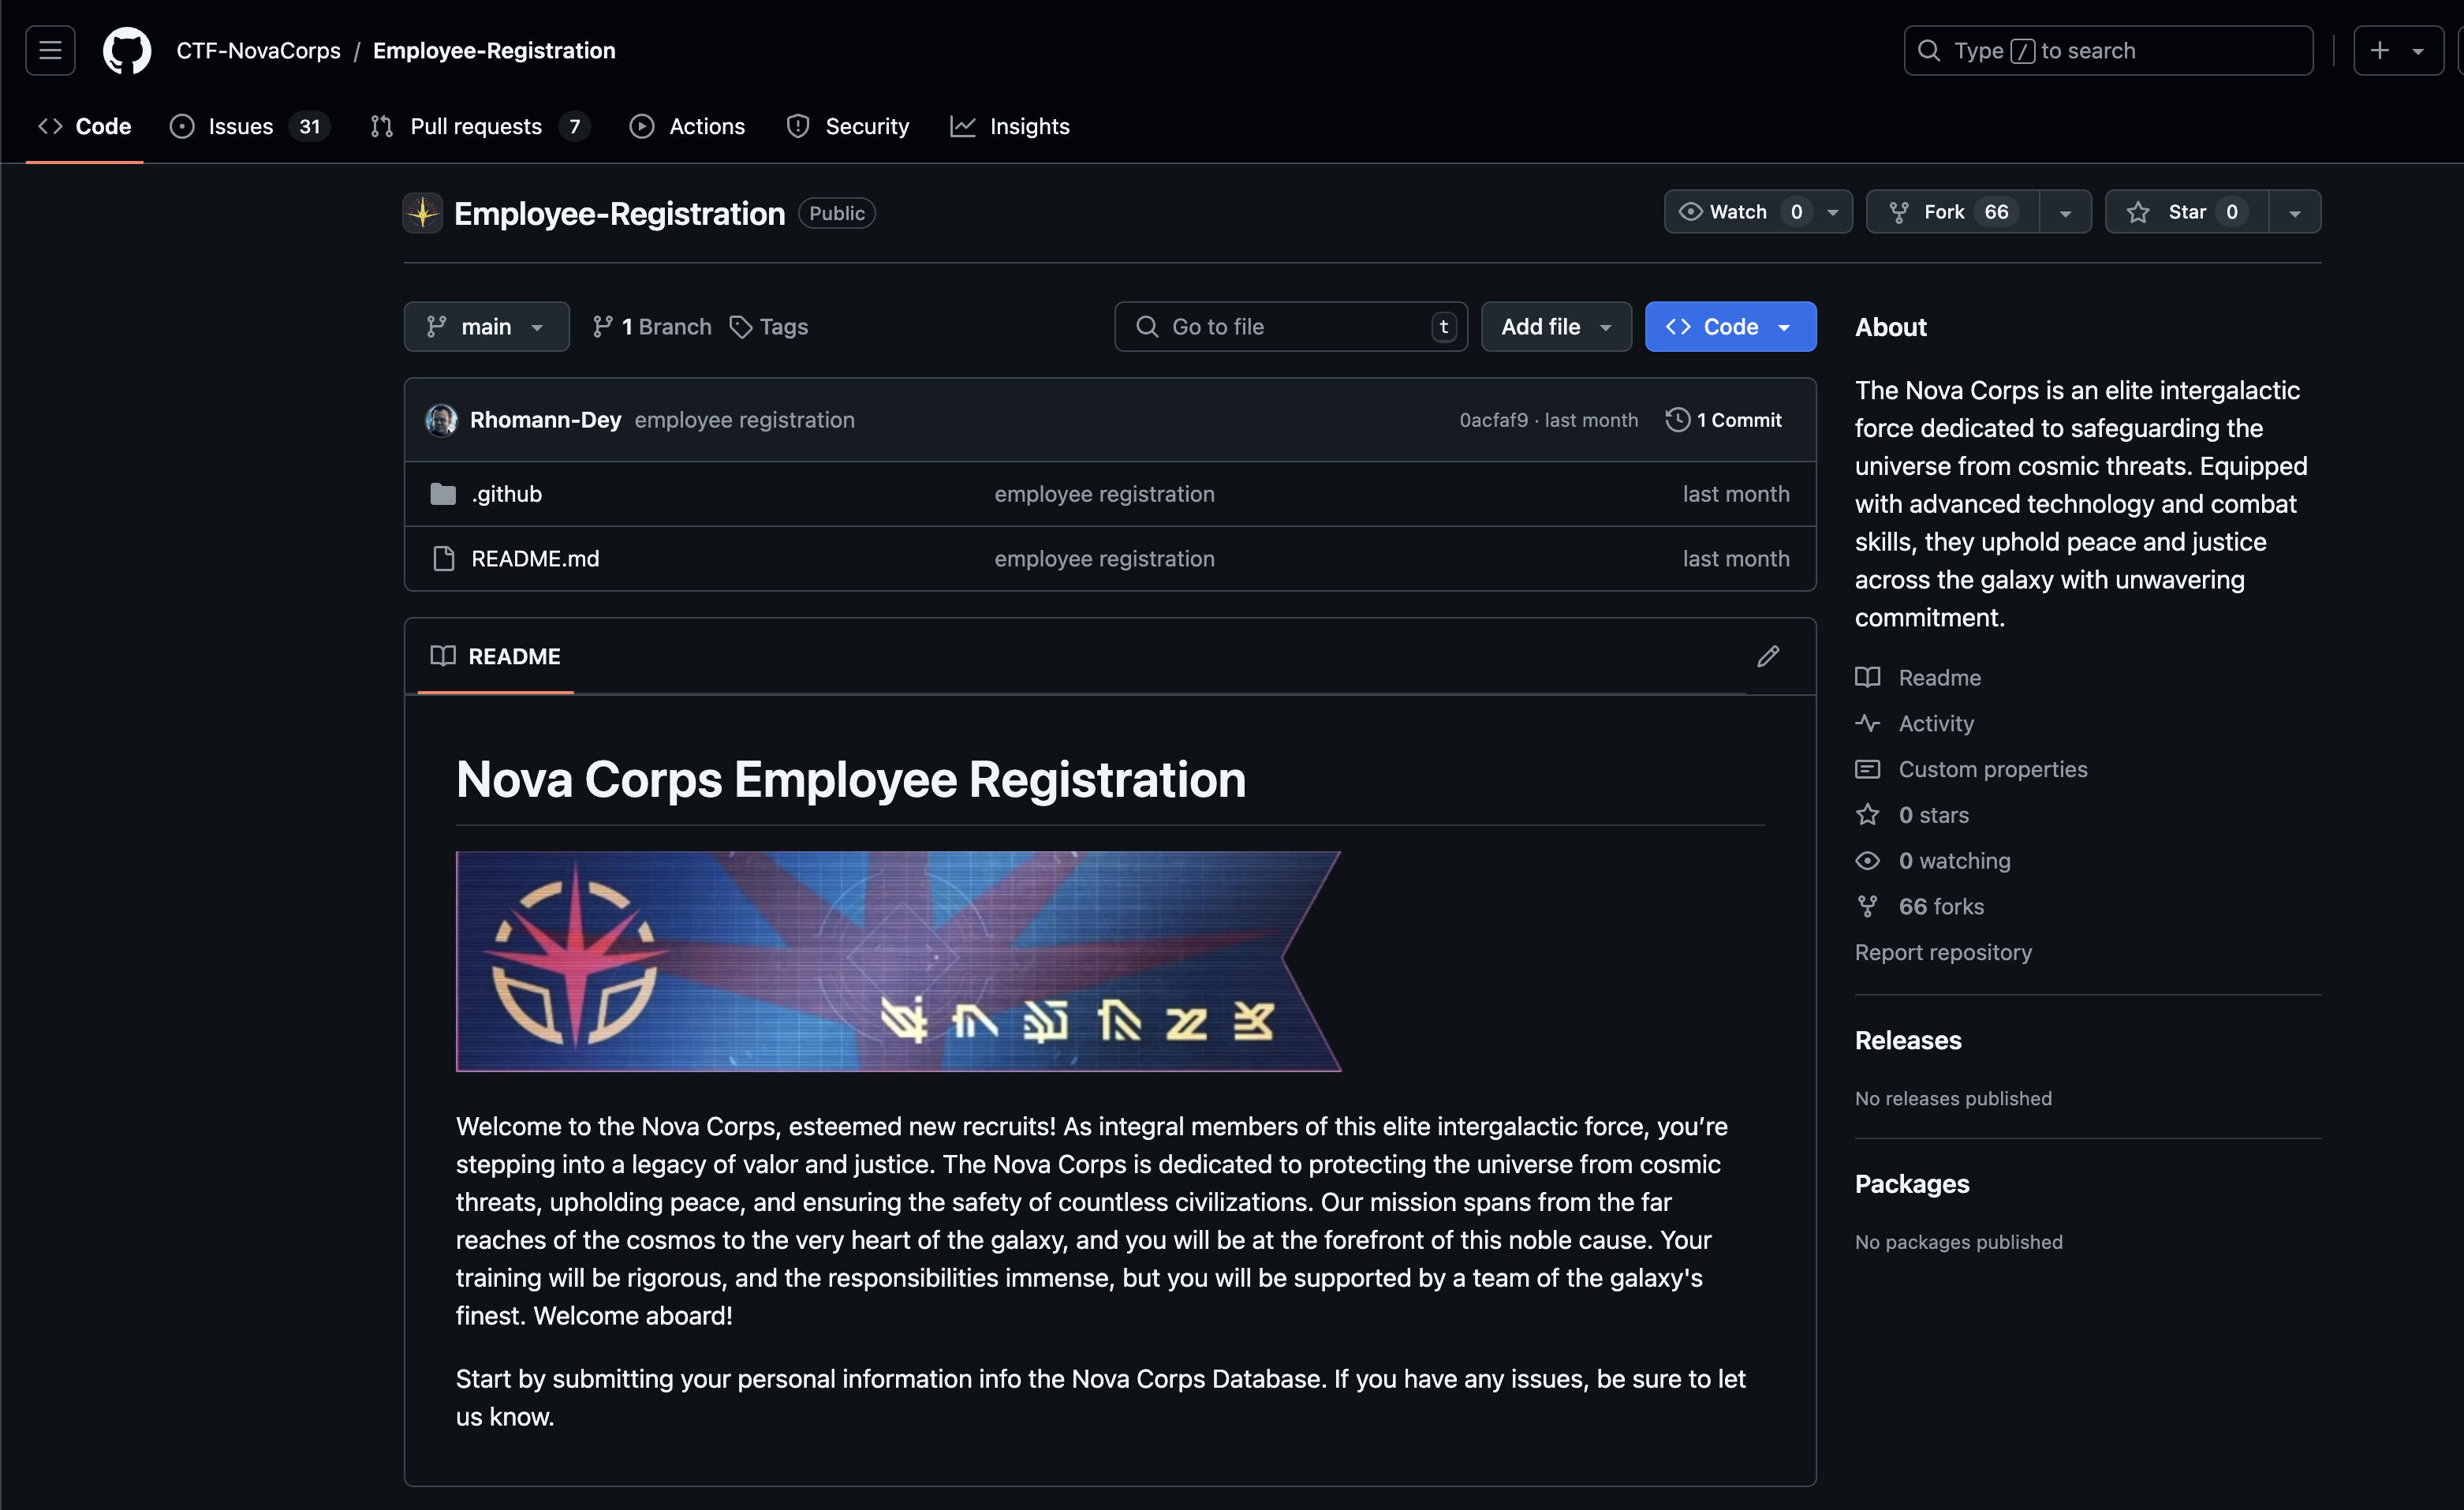 CTF-NovaCorps / Employee-Registration
Type / to search
Code
Issues 31
Pull requests 7
Actions
Security
Insights
Employee-Registration Public
Watch 0
Fork 66
Star 0
main
1 Branch
Tags
Go to file t
Add file
Code
Rhomann-Dey employee registration 0acfaf9 · last month 1 Commit
.github employee registration last month
README.md employee registration last month
README
Nova Corps Employee Registration
Welcome to the Nova Corps, esteemed new recruits! As integral members of this elite intergalactic force, you’re
stepping into a legacy of valor and justice. The Nova Corps is dedicated to protecting the universe from cosmic
threats, upholding peace, and ensuring the safety of countless civilizations. Our mission spans from the far
reaches of the cosmos to the very heart of the galaxy, and you will be at the forefront of this noble cause. Your
training will be rigorous, and the responsibilities immense, but you will be supported by a team of the galaxy's
finest. Welcome aboard!
Start by submitting your personal information info the Nova Corps Database. If you have any issues, be sure to let
us know.
About
The Nova Corps is an elite intergalactic
force dedicated to safeguarding the
universe from cosmic threats. Equipped
with advanced technology and combat
skills, they uphold peace and justice
across the galaxy with unwavering
commitment.
Readme
Activity
Custom properties
0 stars
0 watching
66 forks
Report repository
Releases
No releases published
Packages
No packages published